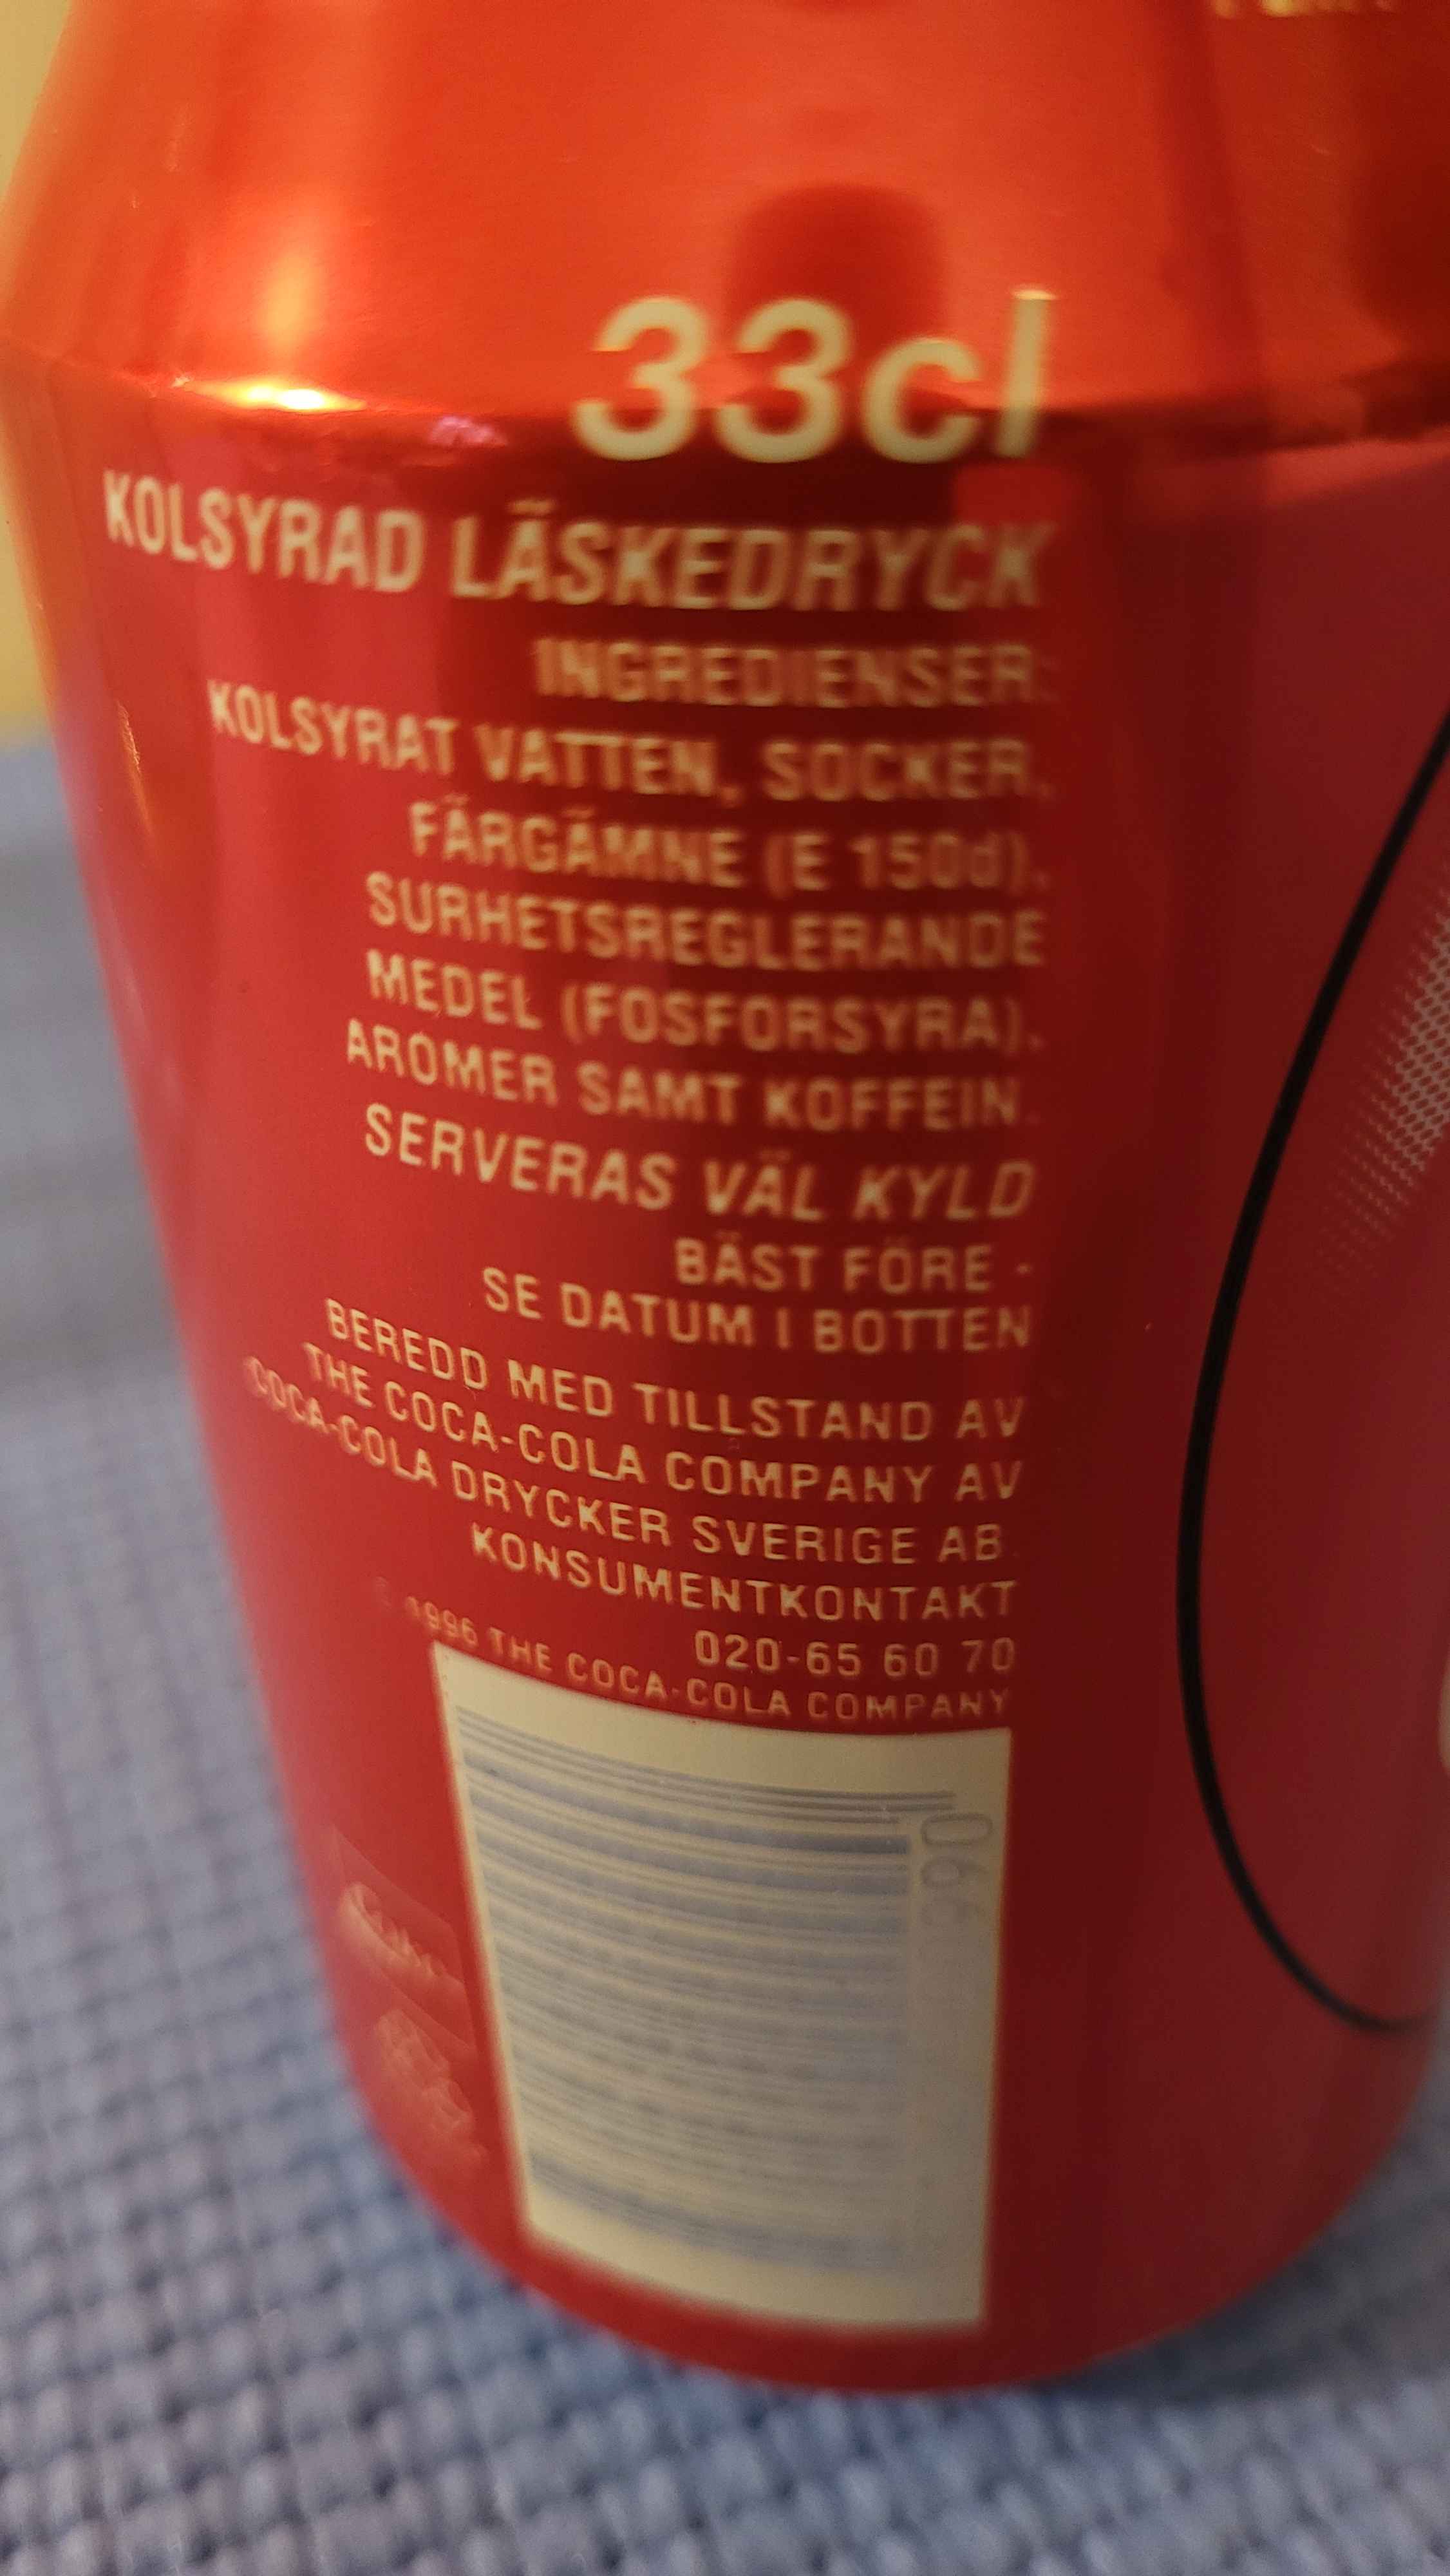 33cl
KOLSYRAD LÄSKEDRYCK
INGREDIENSER:
KOLSYRAT VATTEN, SOCKER,
FÄRGÄMNE (E 150d),
SURHETSREGLERANDE
MEDEL (FOSFORSYRA),
AROMER SAMT KOFFEIN.
SERVERAS VÄL KYLD
BÄST FÖRE -
SE DATUM I BOTTEN
BEREDD MED TILLSTAND AV
THE COCA-COLA COMPANY AV
COCA-COLA DRYCKER SVERIGE AB.
KONSUMENTKONTAKT
020-65 60 70
1996 THE COCA-COLA COMPANY